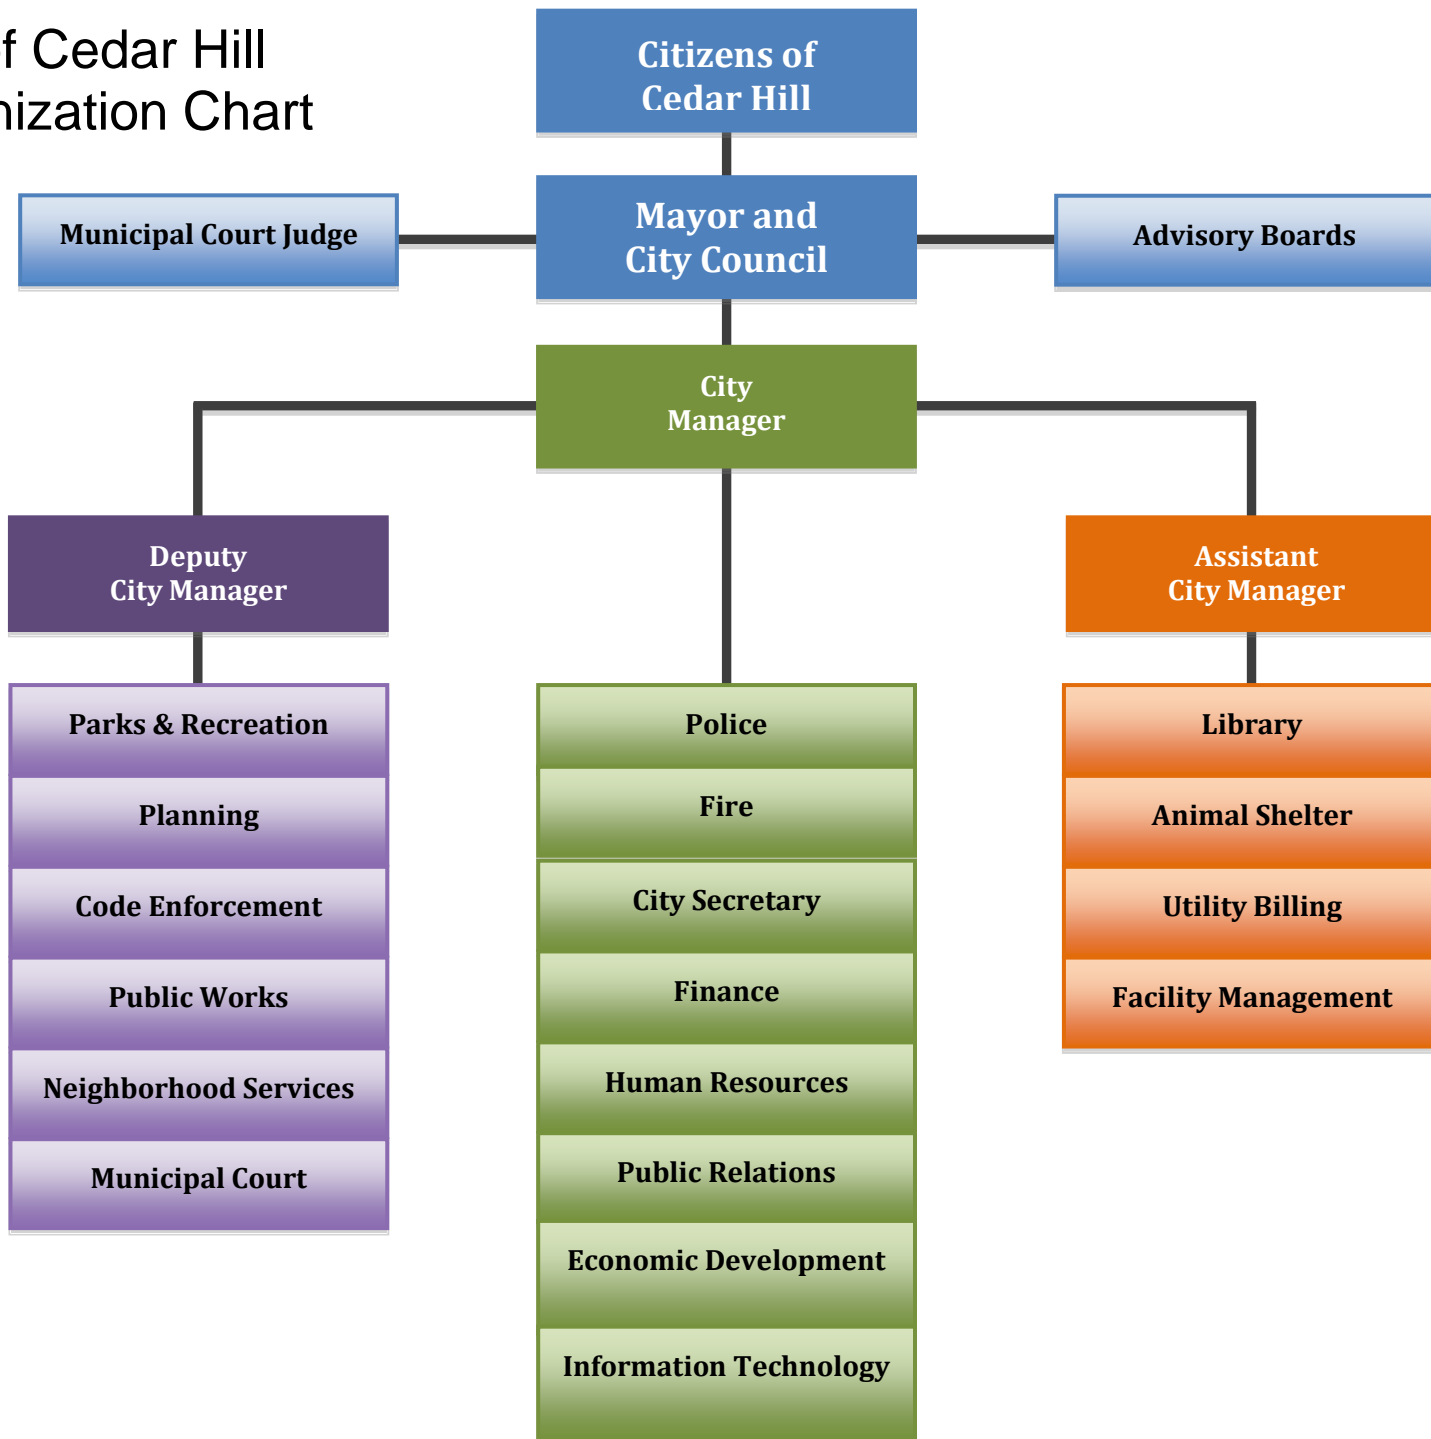 of Cedar Hill
nization Chart
Citizens of
Cedar Hill
Municipal Court Judge
Mayor and
City Council
Advisory Boards
City
Manager
Deputy
City Manager
Assistant
City Manager
Parks & Recreation
Planning
Code Enforcement
Public Works
Neighborhood Services
Municipal Court
Police
Fire
City Secretary
Finance
Human Resources
Public Relations
Economic Development
Information Technology
Library
Animal Shelter
Utility Billing
Facility Management